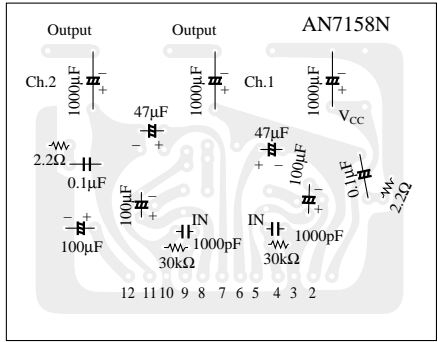 AN7158N
Output
Output
Ch.2
Ch.1
1000μF
−
+
1000μF
−
+
1000μF
−
+
V_CC
47μF
− +
47μF
+ −
2.2Ω
0.1μF
100μF
−
+
100μF
−
+
0.1μF
2.2Ω
− +
100μF
IN
1000pF
30kΩ
IN
1000pF
30kΩ
12 11 10 9 8 7 6 5 4 3 2